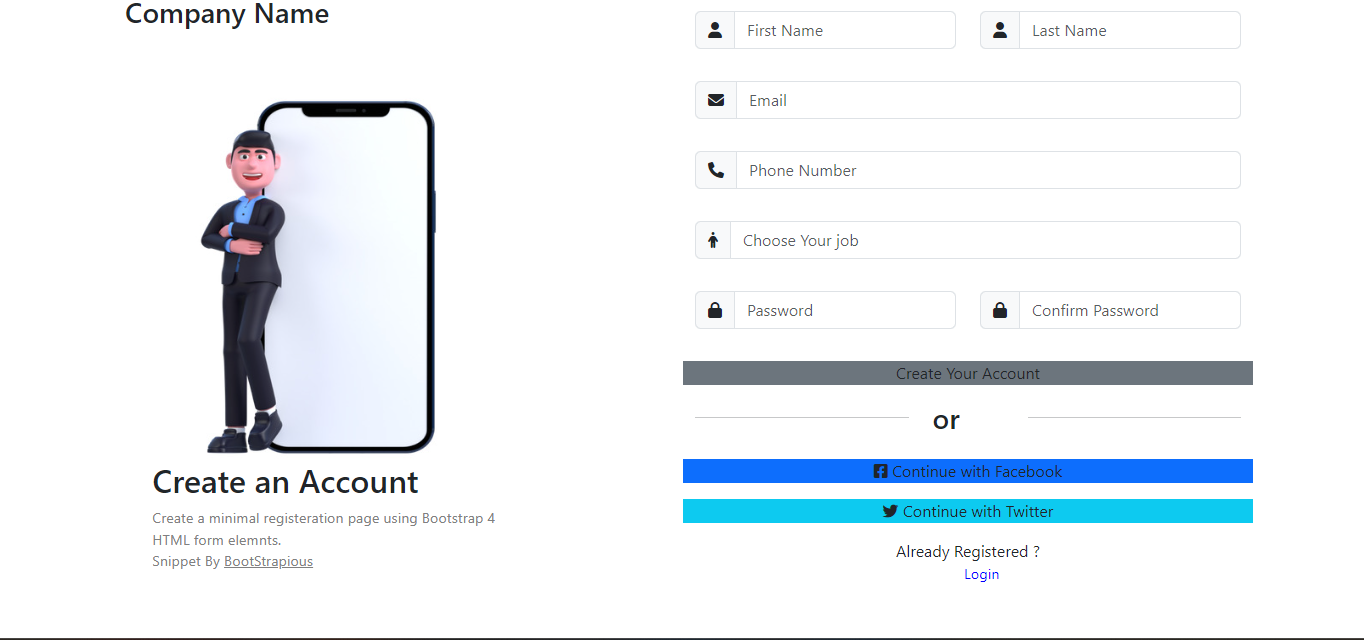 Company Name
Create an Account
Create a minimal registeration page using Bootstrap 4
HTML form elemnts.
Snippet By BootStrapious
First Name
Last Name
Email
Phone Number
Choose Your job
Password
Confirm Password
Create Your Account
or
Continue with Facebook
Continue with Twitter
Already Registered ?
Login